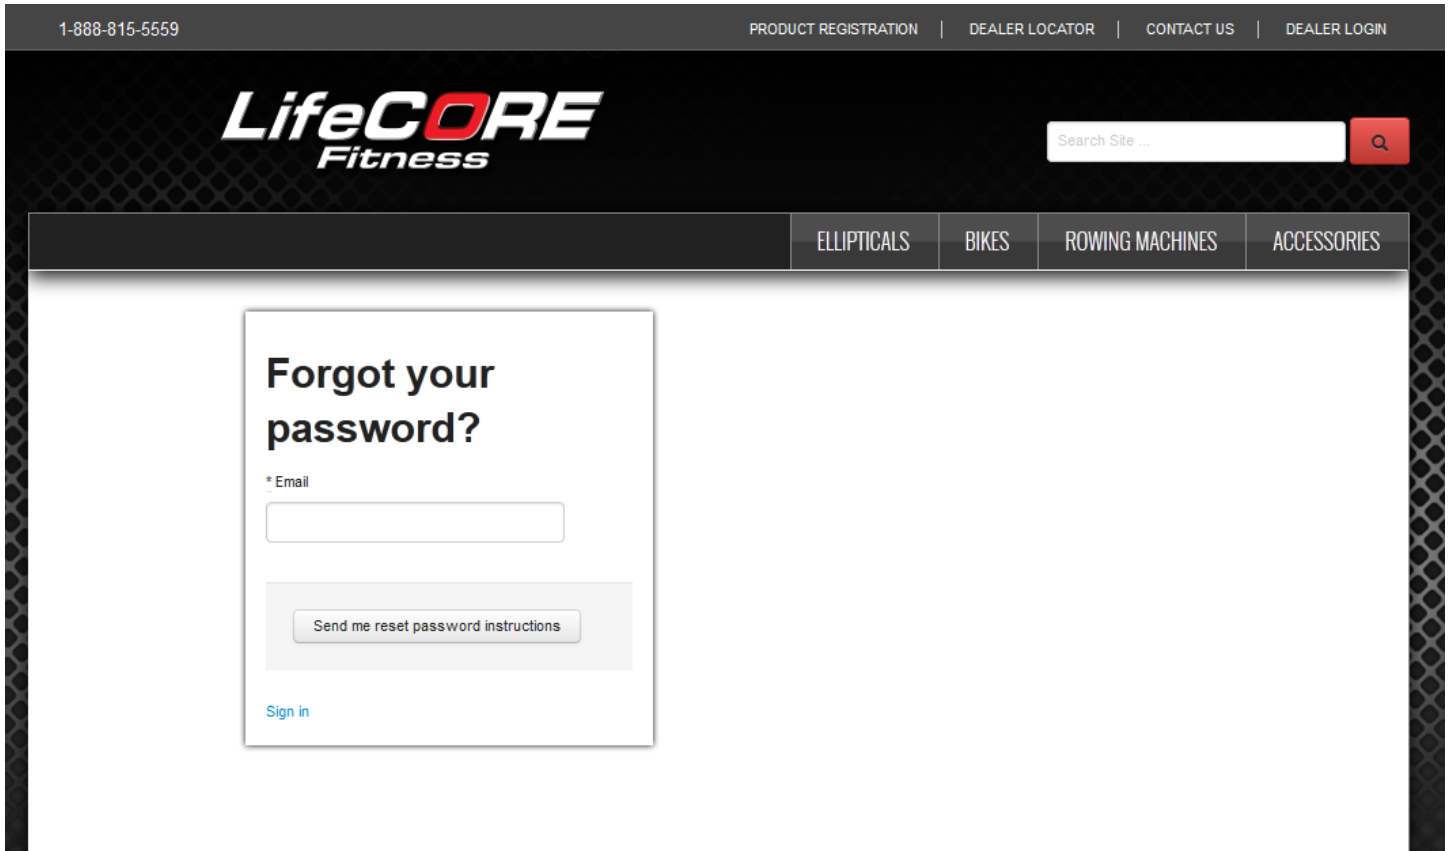 1-888-815-5559
PRODUCT REGISTRATION | DEALER LOCATOR | CONTACT US | DEALER LOGIN
LifeCORE
Fitness
Search Site ...
ELLIPTICALS BIKES ROWING MACHINES ACCESSORIES
Forgot your
password?
* Email
Send me reset password instructions
Sign in